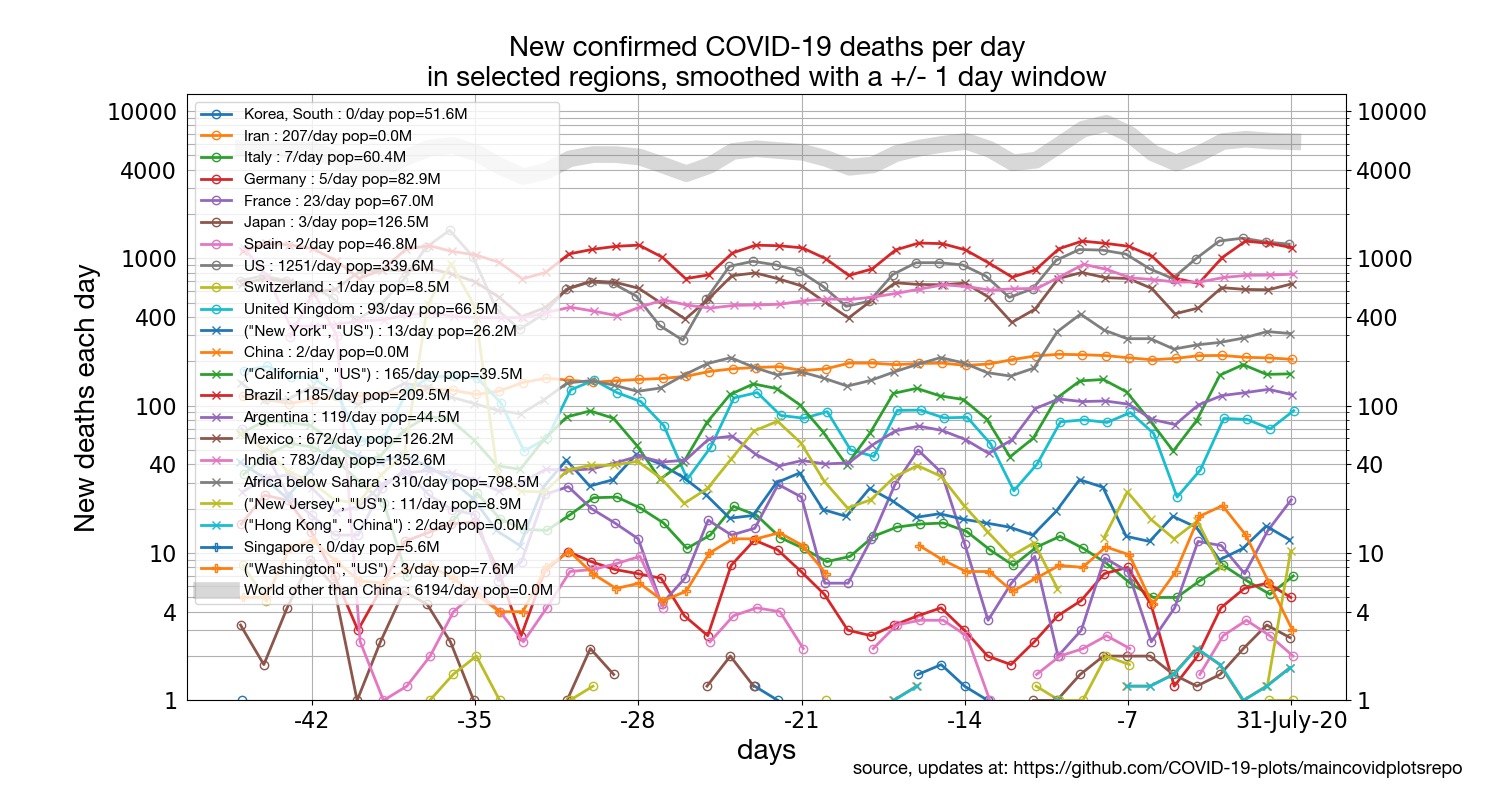 New confirmed COVID-19 deaths per day
in selected regions, smoothed with a +/- 1 day window
10000
4000
1000
400
100
40
10
4
1
New deaths each day
Korea, South : 0/day pop=51.6M
Iran : 207/day pop=0.0M
Italy : 7/day pop=60.4M
Germany : 5/day pop=82.9M
France : 23/day pop=67.0M
Japan : 3/day pop=126.5M
Spain : 2/day pop=46.8M
US : 1251/day pop=339.6M
Switzerland : 1/day pop=8.5M
United Kingdom : 93/day pop=66.5M
("New York", "US") : 13/day pop=26.2M
China : 2/day pop=0.0M
("California", "US") : 165/day pop=39.5M
Brazil : 1185/day pop=209.5M
Argentina : 119/day pop=44.5M
Mexico : 672/day pop=126.2M
India : 783/day pop=1352.6M
Africa below Sahara : 310/day pop=798.5M
("New Jersey", "US") : 11/day pop=8.9M
("Hong Kong", "China") : 2/day pop=0.0M
Singapore : 0/day pop=5.6M
("Washington", "US") : 3/day pop=7.6M
World other than China : 6194/day pop=0.0M
10000
4000
1000
400
100
40
10
4
1
-42 -35 -28 -21 -14 -7 31-July-20
days
source, updates at: https://github.com/COVID-19-plots/maincovidplotsrepo